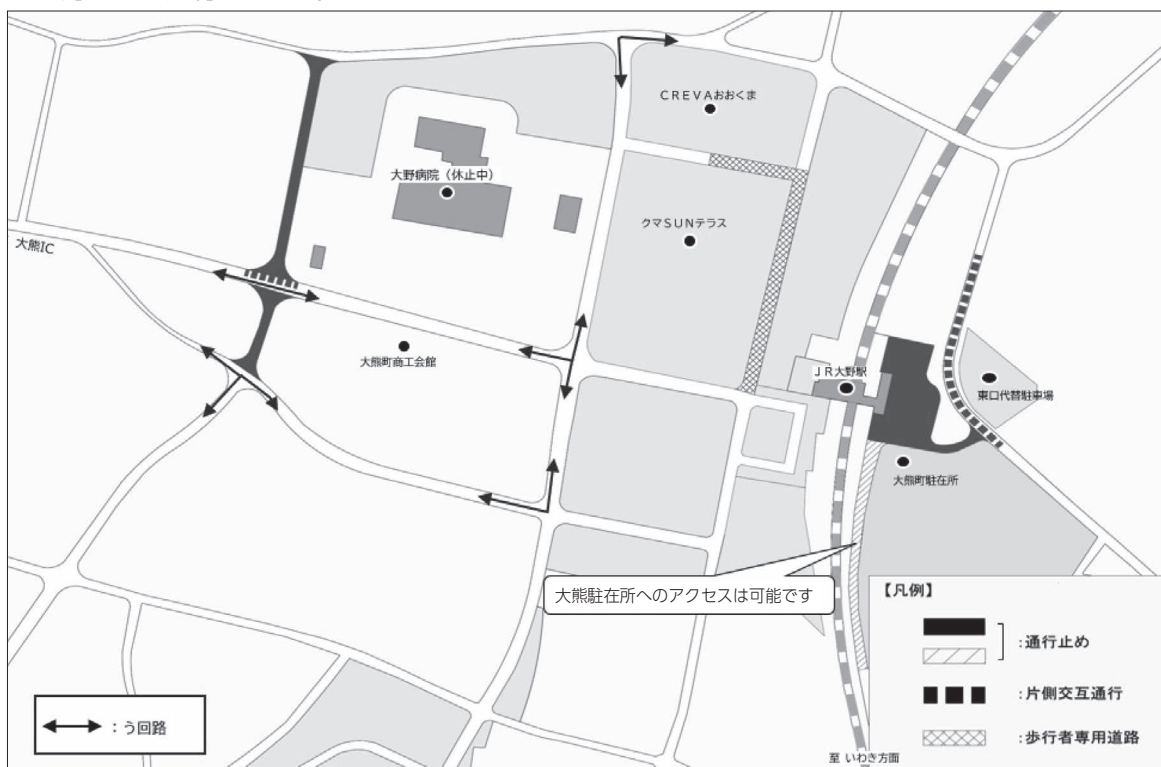 CREVAおおくま
大野病院（休止中）
クマSUNテラス
大熊IC
大熊町商工会館
JR大野駅
東口代替駐車場
大熊町駐在所
大熊駐在所へのアクセスは可能です
【凡例】
：通行止め
：片側交互通行
：歩行者専用道路
：う回路
至 いわき方面